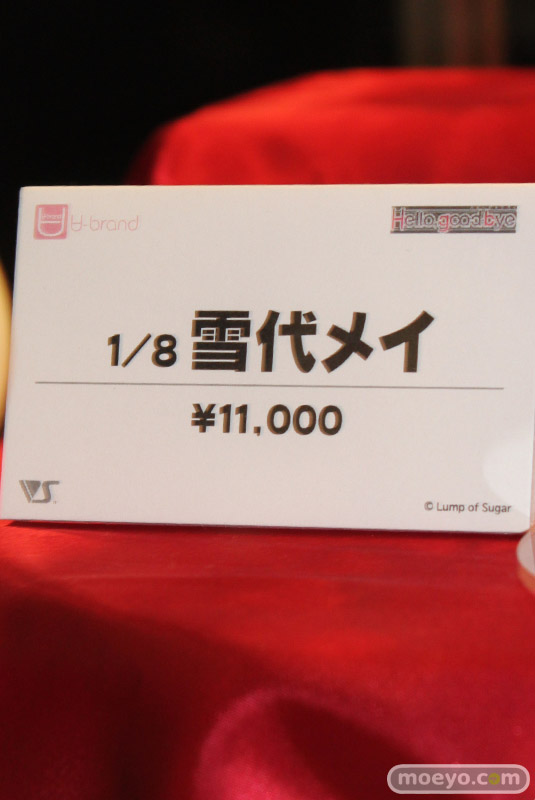 U-brand
Hello,good-bye
1/8 雪代メイ
¥11,000
VS
© Lump of Sugar
moeyo.com